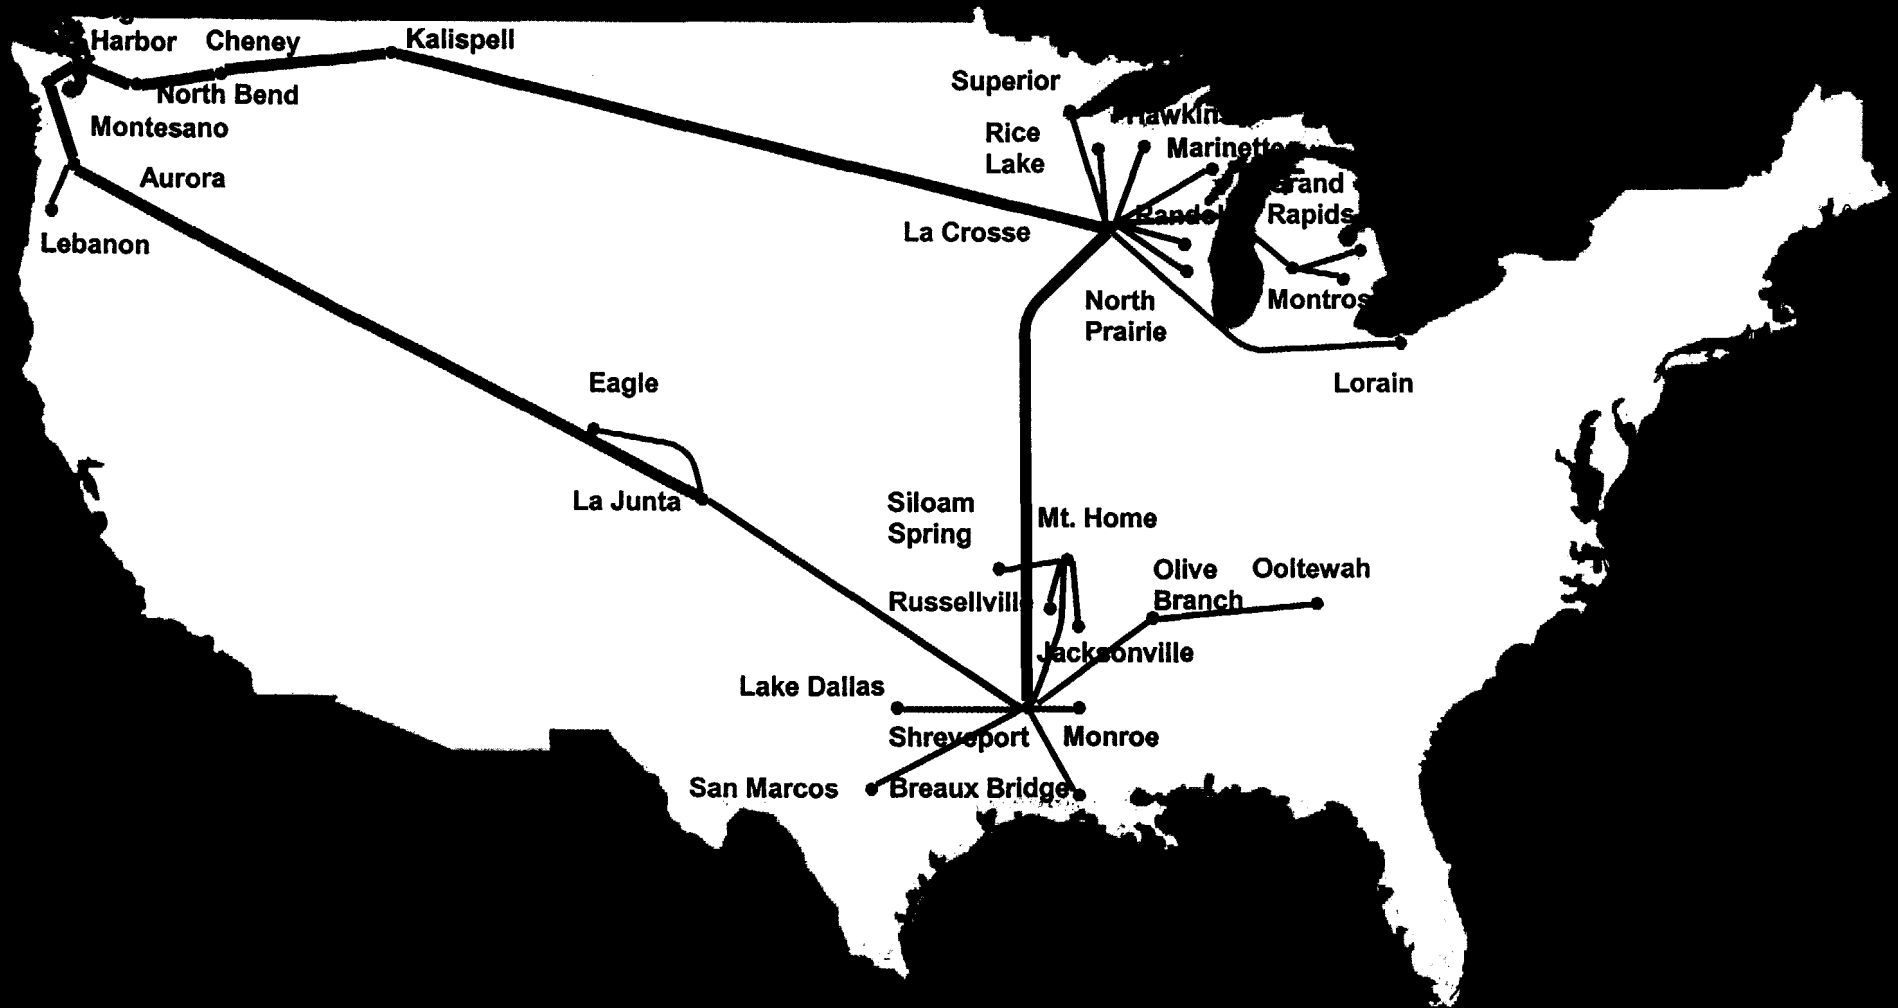 Harbor
Cheney
Kalispell
North Bend
Montesano
Aurora
Lebanon
Superior
Rice
Lake
Marinette
Grand
Rapids
La Crosse
North
Prairie
Lorain
Eagle
La Junta
Siloam
Spring
Mt. Home
Olive
Branch
Ooltewah
Russellville
Jacksonville
Lake Dallas
Shreveport
Monroe
San Marcos
Breaux Bridge